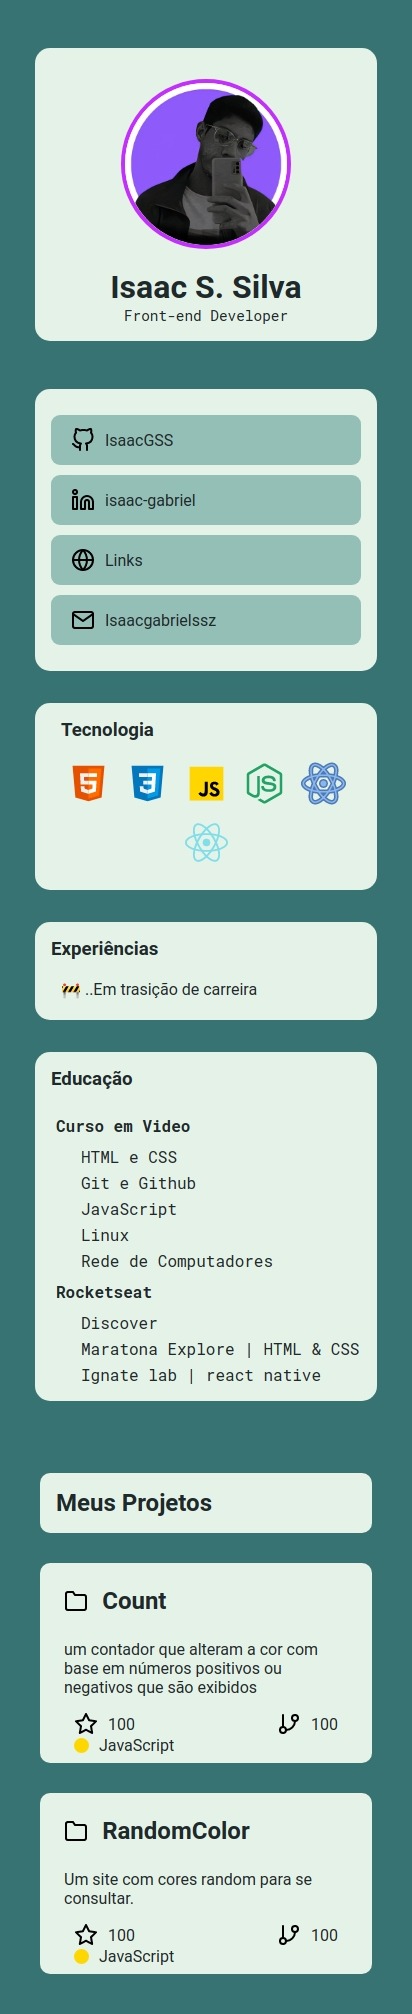 Isaac S. Silva
Front-end Developer
IsaacGSS
isaac-gabriel
Links
Isaacgabrielssz
Tecnologia
5
3
JS
JS
Experiências
🚧 ..Em trasição de carreira
Educação
Curso em Video
HTML e CSS
Git e Github
JavaScript
Linux
Rede de Computadores
Rocketseat
Discover
Maratona Explore | HTML & CSS
Ignate lab | react native
Meus Projetos
Count
um contador que alteram a cor com
base em números positivos ou
negativos que são exibidos
100 100
JavaScript
RandomColor
Um site com cores random para se
consultar.
100 100
JavaScript